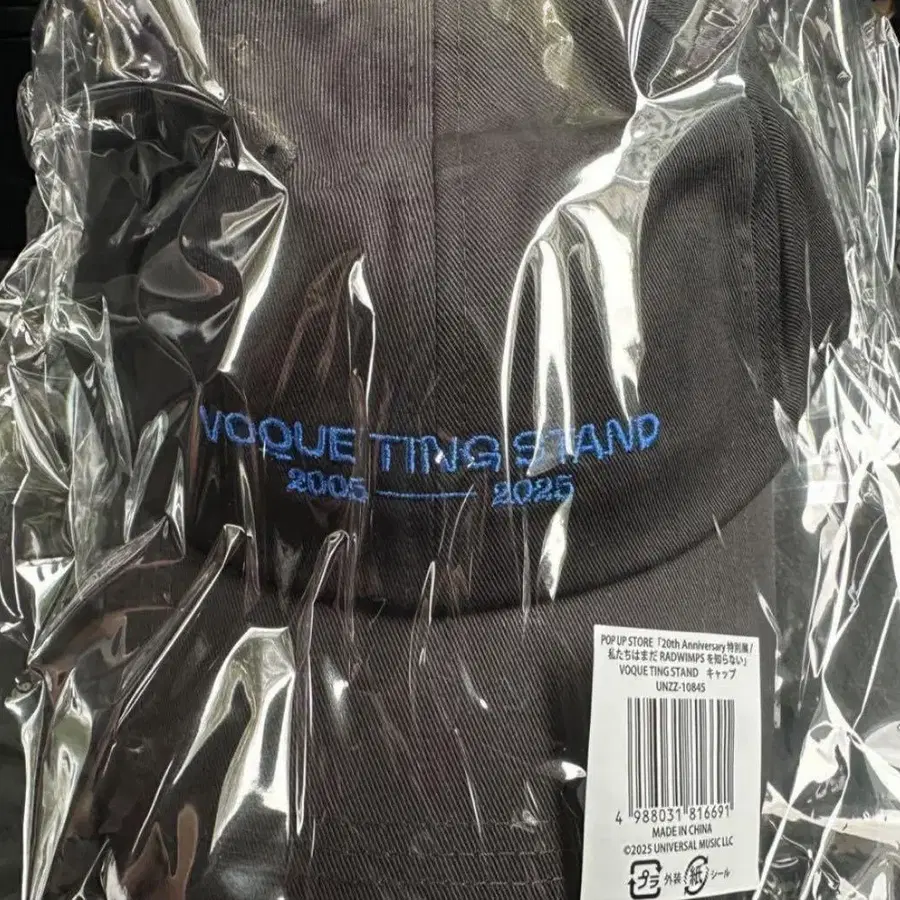 VOQUE TING STAND
2005 2025
POP UP STORE「20th Anniversary 特別展 /
私たちはまだ RADWIMPS を知らない」
VOQUE TING STAND キャップ
UNZZ-10845
4 988031 816691
MADE IN CHINA
©2025 UNIVERSAL MUSIC LLC
プラ 外装 紙 シール